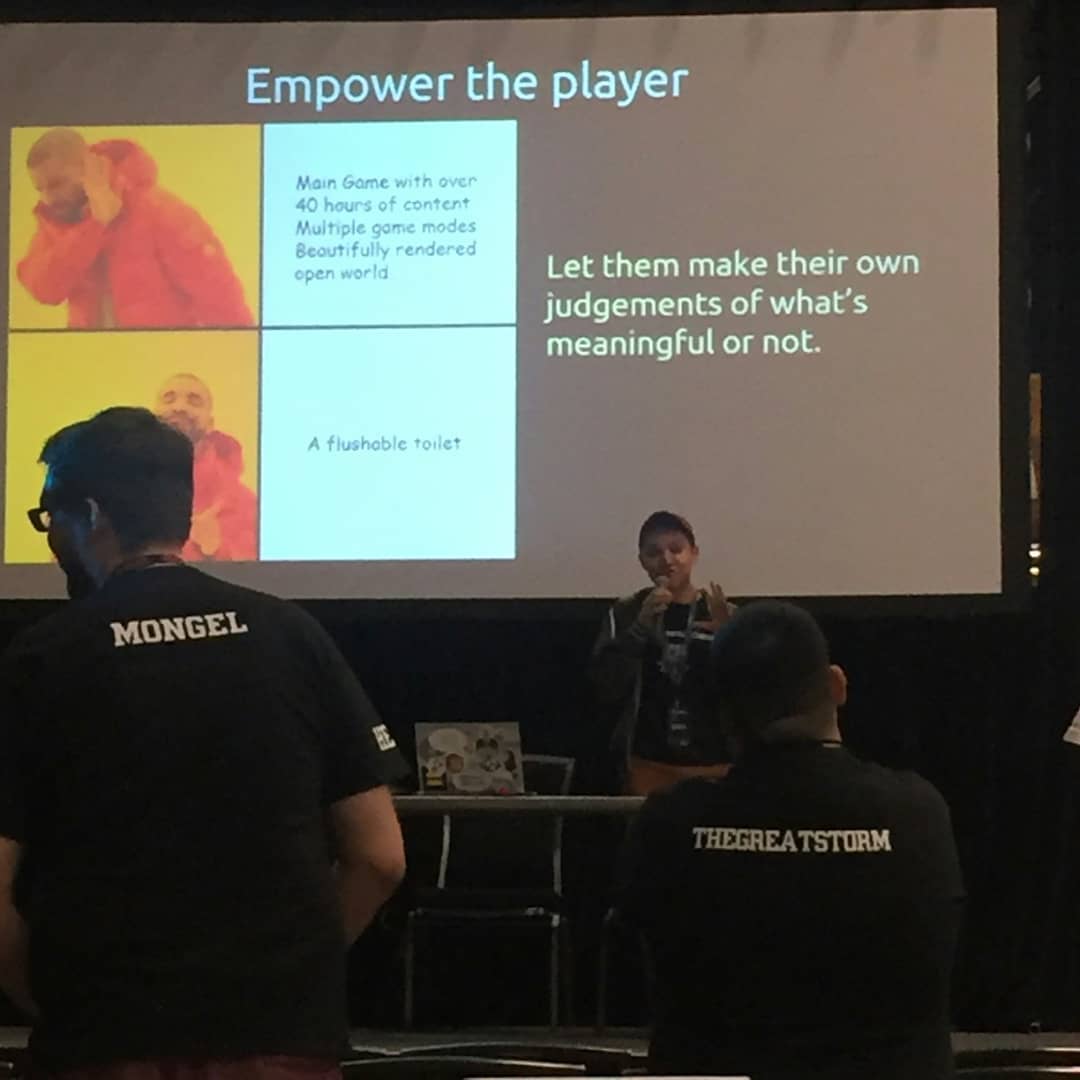 Empower the player
Main Game with over
40 hours of content
Multiple game modes
Beautifully rendered
open world
Let them make their own
judgements of what's
meaningful or not.
A flushable toilet
MONGEL
HE
THEGREATSTORM